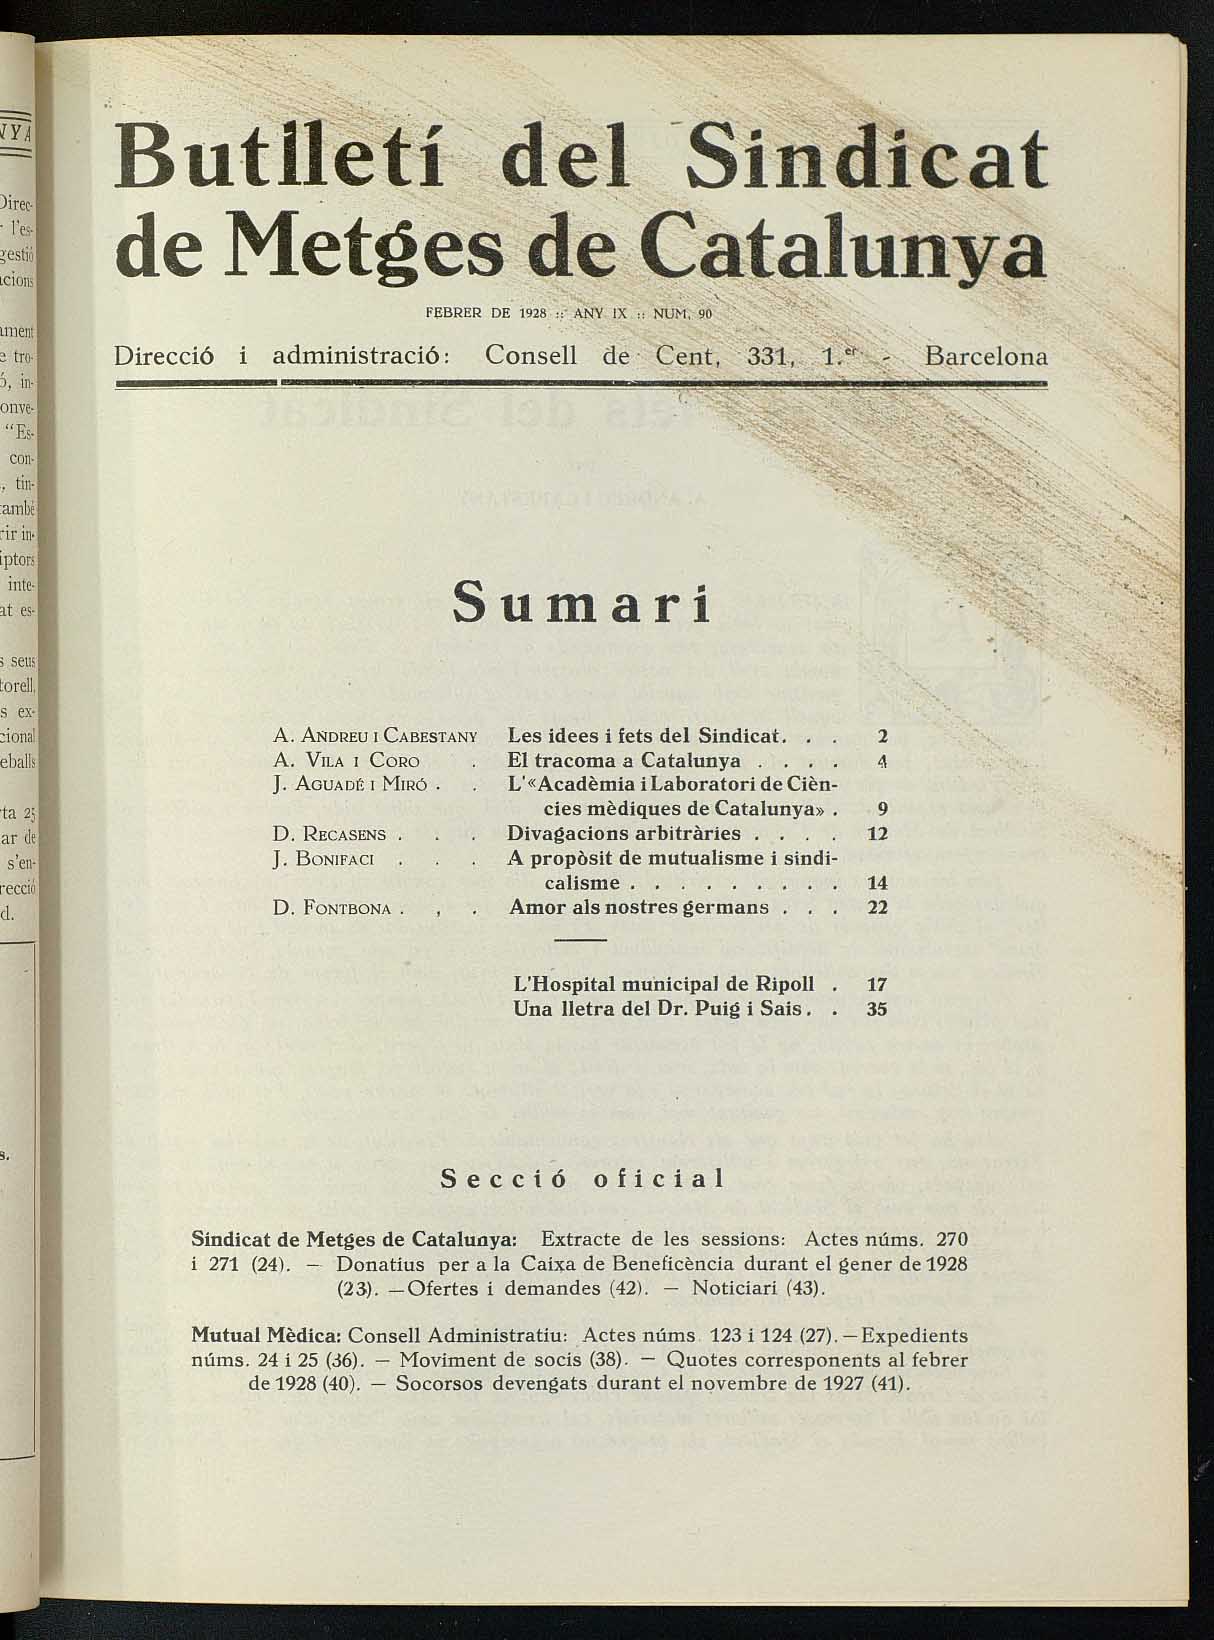 Butlletí del Sindicat
de Metges de Catalunya
FEBRER DE 1928 :: ANY IX :: NUM. 90
Direcció i administració: Consell de Cent, 331, 1.er - Barcelona
Sumari
A. ANDREU I CABESTANY Les idees i fets del Sindicat. . . 2
A. VILA I CORO . El tracoma a Catalunya . . . . 4
J. AGUADÉ I MIRÓ . . L'«Acadèmia i Laboratori de Cièn-
cies mèdiques de Catalunya» . 9
D. RECASENS . . . Divagacions arbitràries . . . . 12
J. BONIFACI . . . A propòsit de mutualisme i sindi-
calisme . . . . . . . . . 14
D. FONTBONA . , . Amor als nostres germans . . . 22
L'Hospital municipal de Ripoll . 17
Una lletra del Dr. Puig i Sais. . 35
Secció oficial
Sindicat de Metges de Catalunya: Extracte de les sessions: Actes núms. 270
i 271 (24). — Donatius per a la Caixa de Beneficència durant el gener de 1928
(23). — Ofertes i demandes (42). — Noticiari (43).
Mutual Mèdica: Consell Administratiu: Actes núms. 123 i 124 (27). — Expedients
núms. 24 i 25 (36). — Moviment de socis (38). — Quotes corresponents al febrer
de 1928 (40). — Socorsos devengats durant el novembre de 1927 (41).